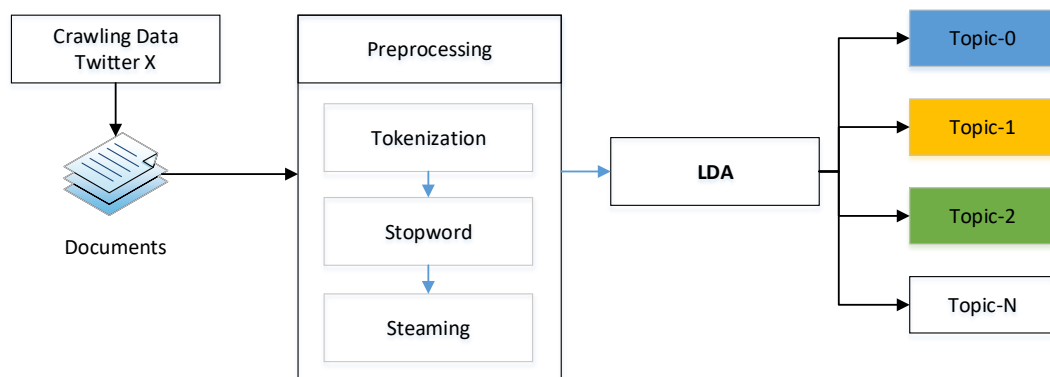 Crawling Data
Twitter X
Documents
Preprocessing
Tokenization
Stopword
Steaming
LDA
Topic-0
Topic-1
Topic-2
Topic-N